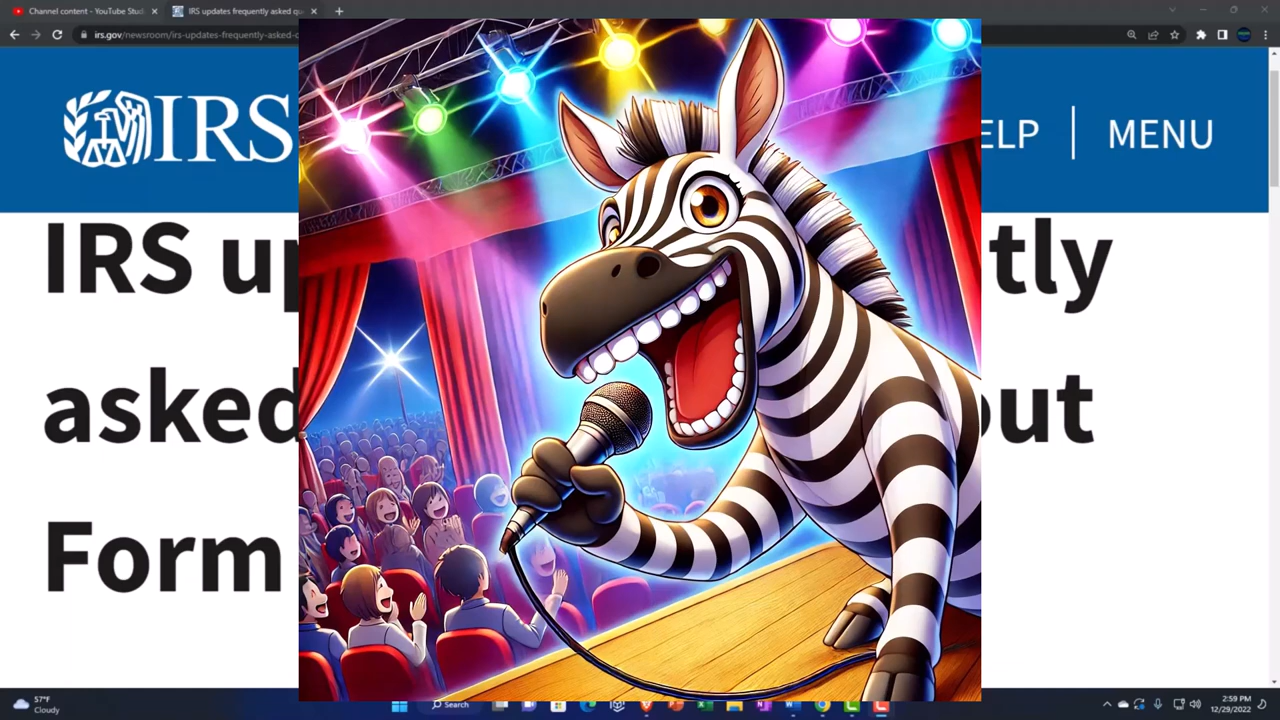 Channel content - YouTube Stud
IRS updates frequently asked qu
irs.gov/newsroom/irs-updates-frequently-asked-
IRS
ELP
MENU
IRS up
tly
asked
out
Form
57°F
Cloudy
Search
2:59 PM
12/29/2022